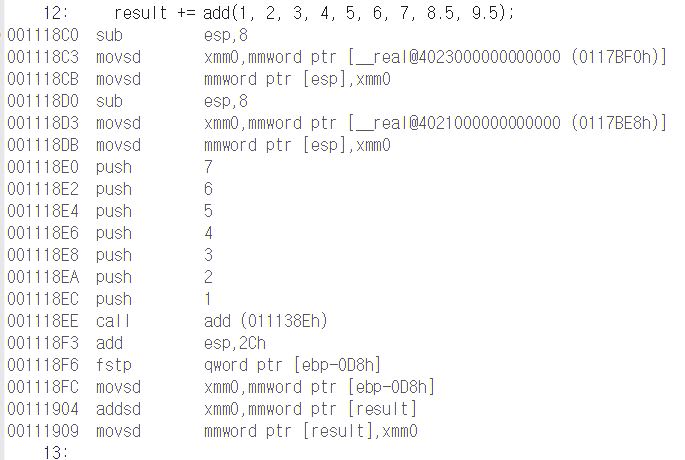 12: result += add(1, 2, 3, 4, 5, 6, 7, 8.5, 9.5);
001118C0 sub esp,8
001118C3 movsd xmm0,mmword ptr [__real@4023000000000000 (0117BF0h)]
001118CB movsd mmword ptr [esp],xmm0
001118D0 sub esp,8
001118D3 movsd xmm0,mmword ptr [__real@4021000000000000 (0117BE8h)]
001118DB movsd mmword ptr [esp],xmm0
001118E0 push 7
001118E2 push 6
001118E4 push 5
001118E6 push 4
001118E8 push 3
001118EA push 2
001118EC push 1
001118EE call add (011138Eh)
001118F3 add esp,2Ch
001118F6 fstp qword ptr [ebp-0D8h]
001118FC movsd xmm0,mmword ptr [ebp-0D8h]
00111904 addsd xmm0,mmword ptr [result]
00111909 movsd mmword ptr [result],xmm0
13: